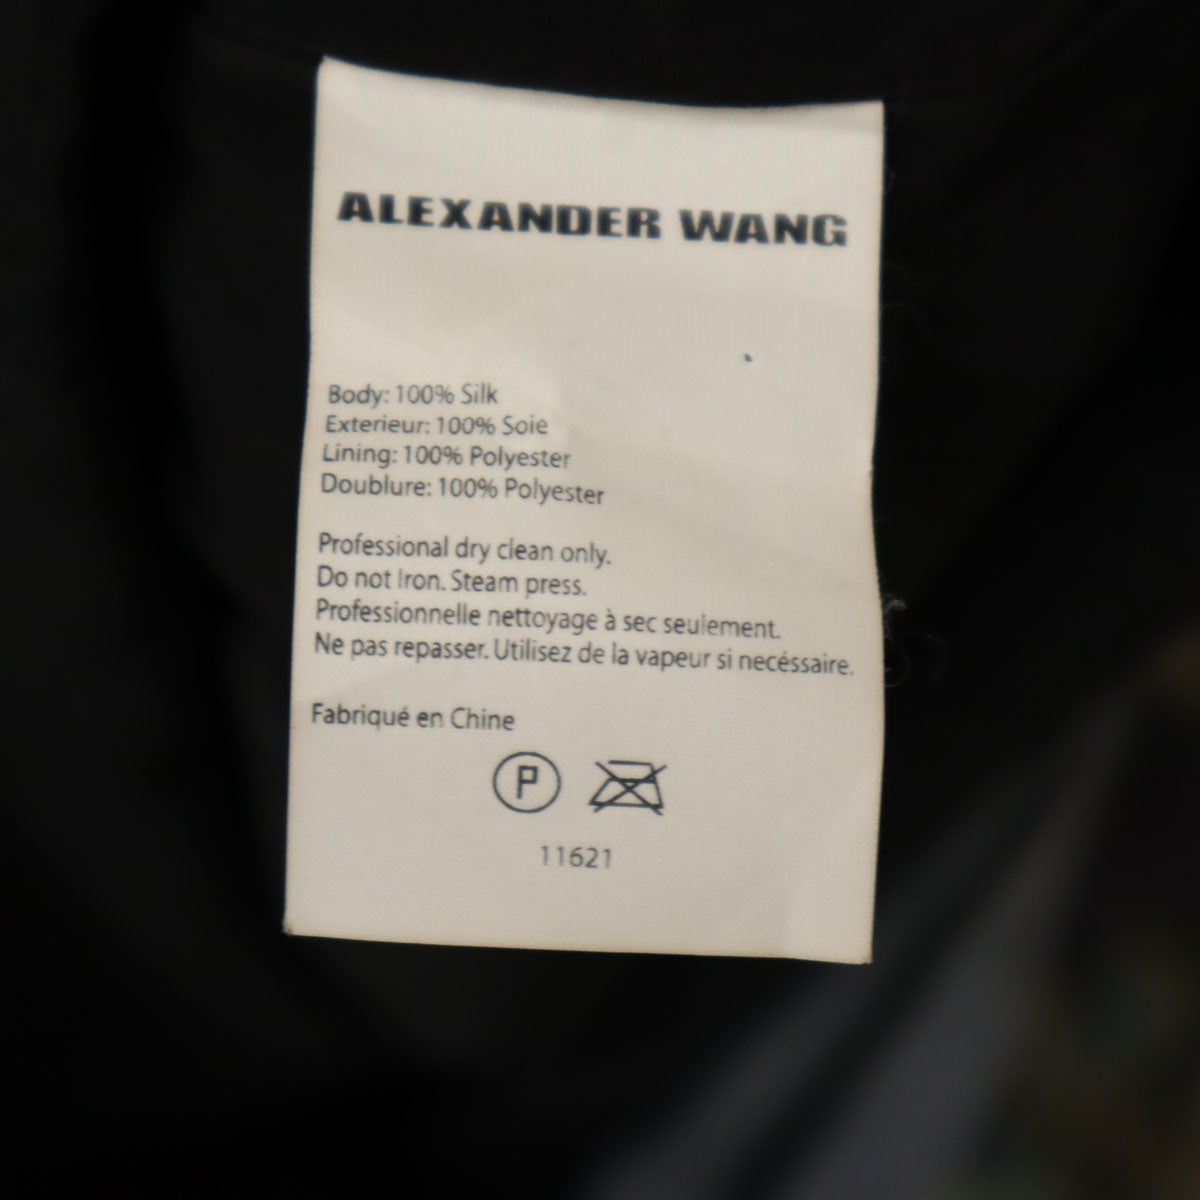 ALEXANDER WANG
Body: 100% Silk
Exterieur: 100% Soie
Lining: 100% Polyester
Doublure: 100% Polyester
Professional dry clean only.
Do not Iron. Steam press.
Professionnelle nettoyage à sec seulement.
Ne pas repasser. Utilisez de la vapeur si necéssaire.
Fabriqué en Chine
P
11621